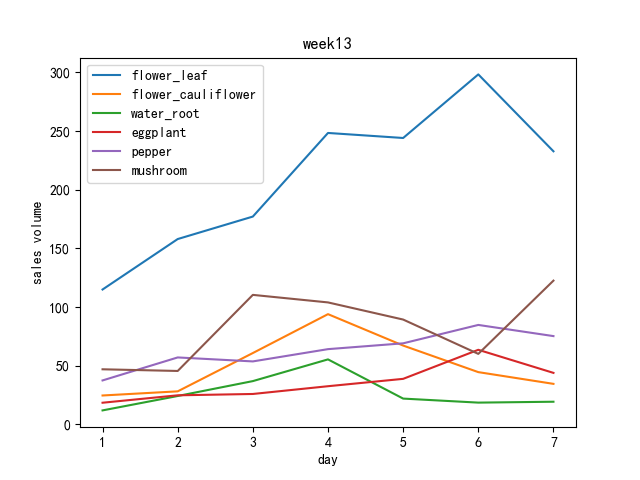 week13
flower_leaf
flower_cauliflower
water_root
eggplant
pepper
mushroom
sales volume
300
250
200
150
100
50
0
1 2 3 4 5 6 7
day